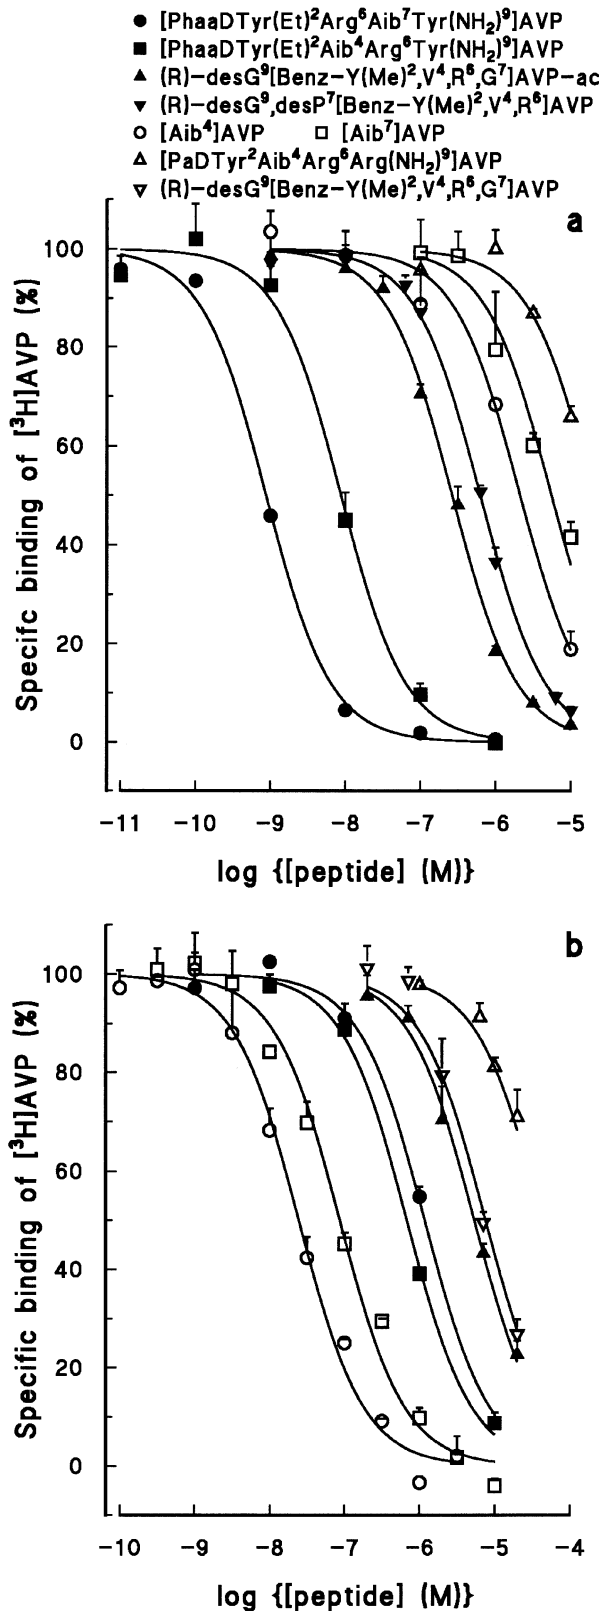 ● [PhaaDTyr(Et)²Arg⁶Aib⁷Tyr(NH₂)⁹]AVP
■ [PhaaDTyr(Et)²Aib⁴Arg⁶Tyr(NH₂)⁹]AVP
▲ (R)-desG⁹[Benz-Y(Me)²,V⁴,R⁶,G⁷]AVP-ac
▼ (R)-desG⁹,desP⁷[Benz-Y(Me)²,V⁴,R⁶]AVP
○ [Aib⁴]AVP □ [Aib⁷]AVP
△ [PaDTyr²Aib⁴Arg⁶Arg(NH₂)⁹]AVP
▽ (R)-desG⁹[Benz-Y(Me)²,V⁴,R⁶,G⁷]AVP
a
Specifc binding of [³H]AVP (%)
100
80
60
40
20
0
-11 -10 -9 -8 -7 -6 -5
log {[peptide] (M)}
b
Specific binding of [³H]AVP (%)
100
80
60
40
20
0
-10 -9 -8 -7 -6 -5 -4
log {[peptide] (M)}